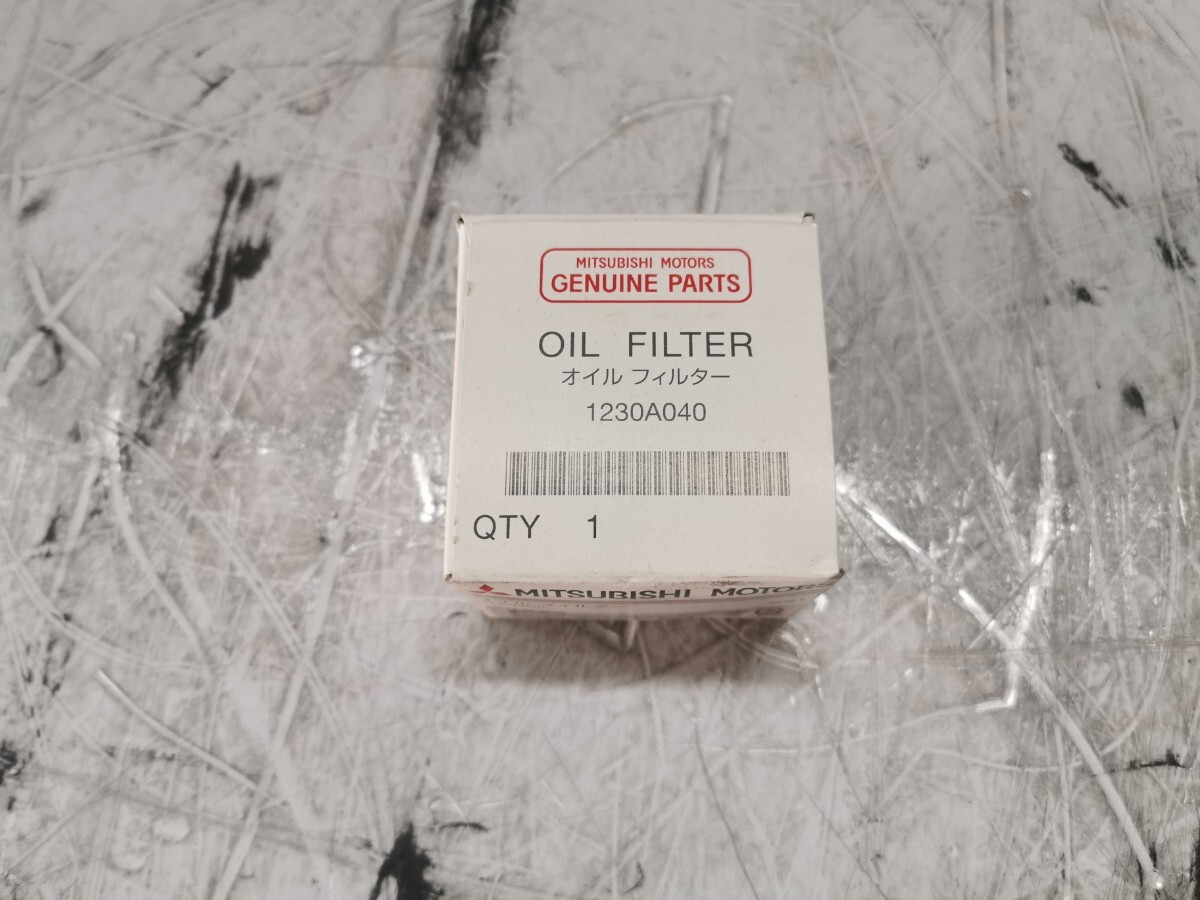 MITSUBISHI MOTORS
GENUINE PARTS
OIL FILTER
オイル フィルター
1230A040
QTY 1
MITSUBISHI MOTORS